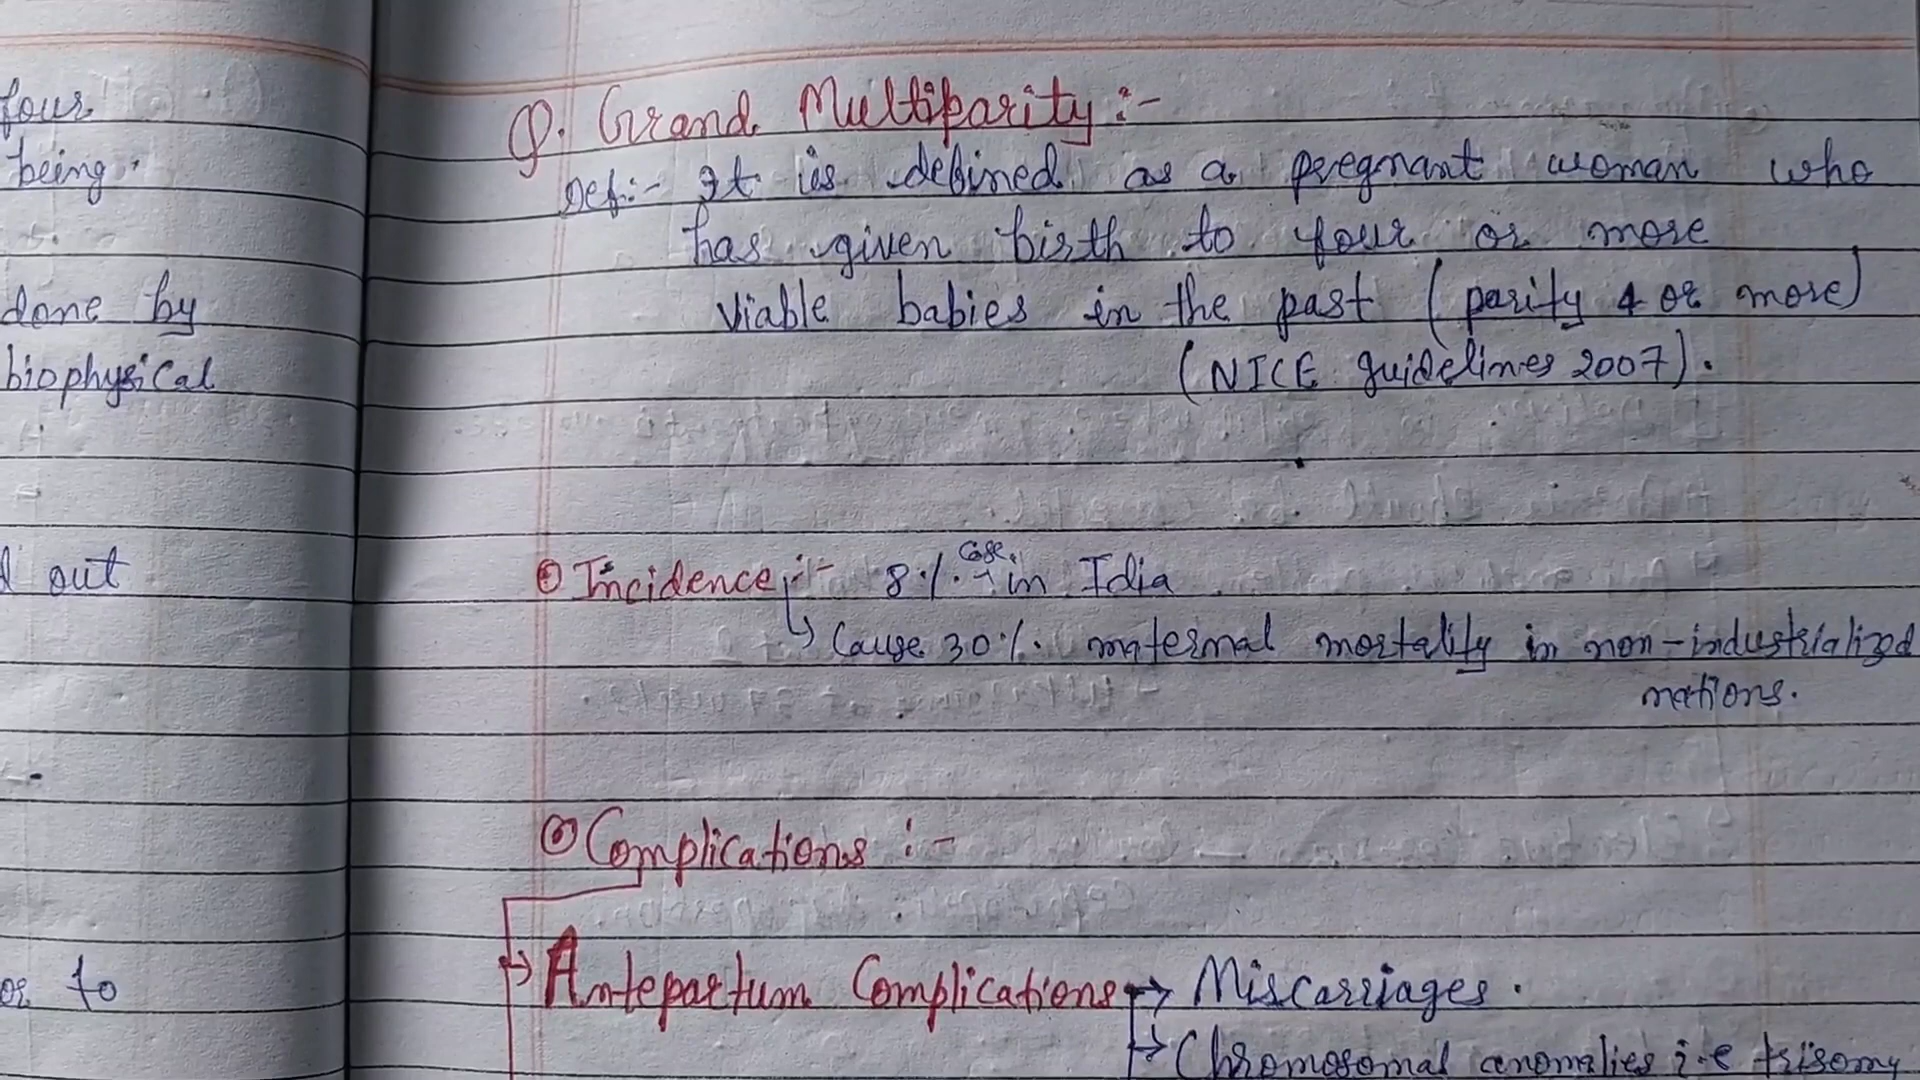 four
being.
done by
biophysical
out
or to
Q. Grand Multiparity :-
Def:- It is defined as a pregnant woman who
has given birth to four or more
viable babies in the past (parity 4 or more)
(NICE guidelines 2007).
Incidence :- 8% case in Idia
↳ Cause 30% maternal mortality in non-industrialized
nations.
Complications :-
→ Antepartum Complications → Miscarriages.
→ Chromosomal anomalies i.e trisomy